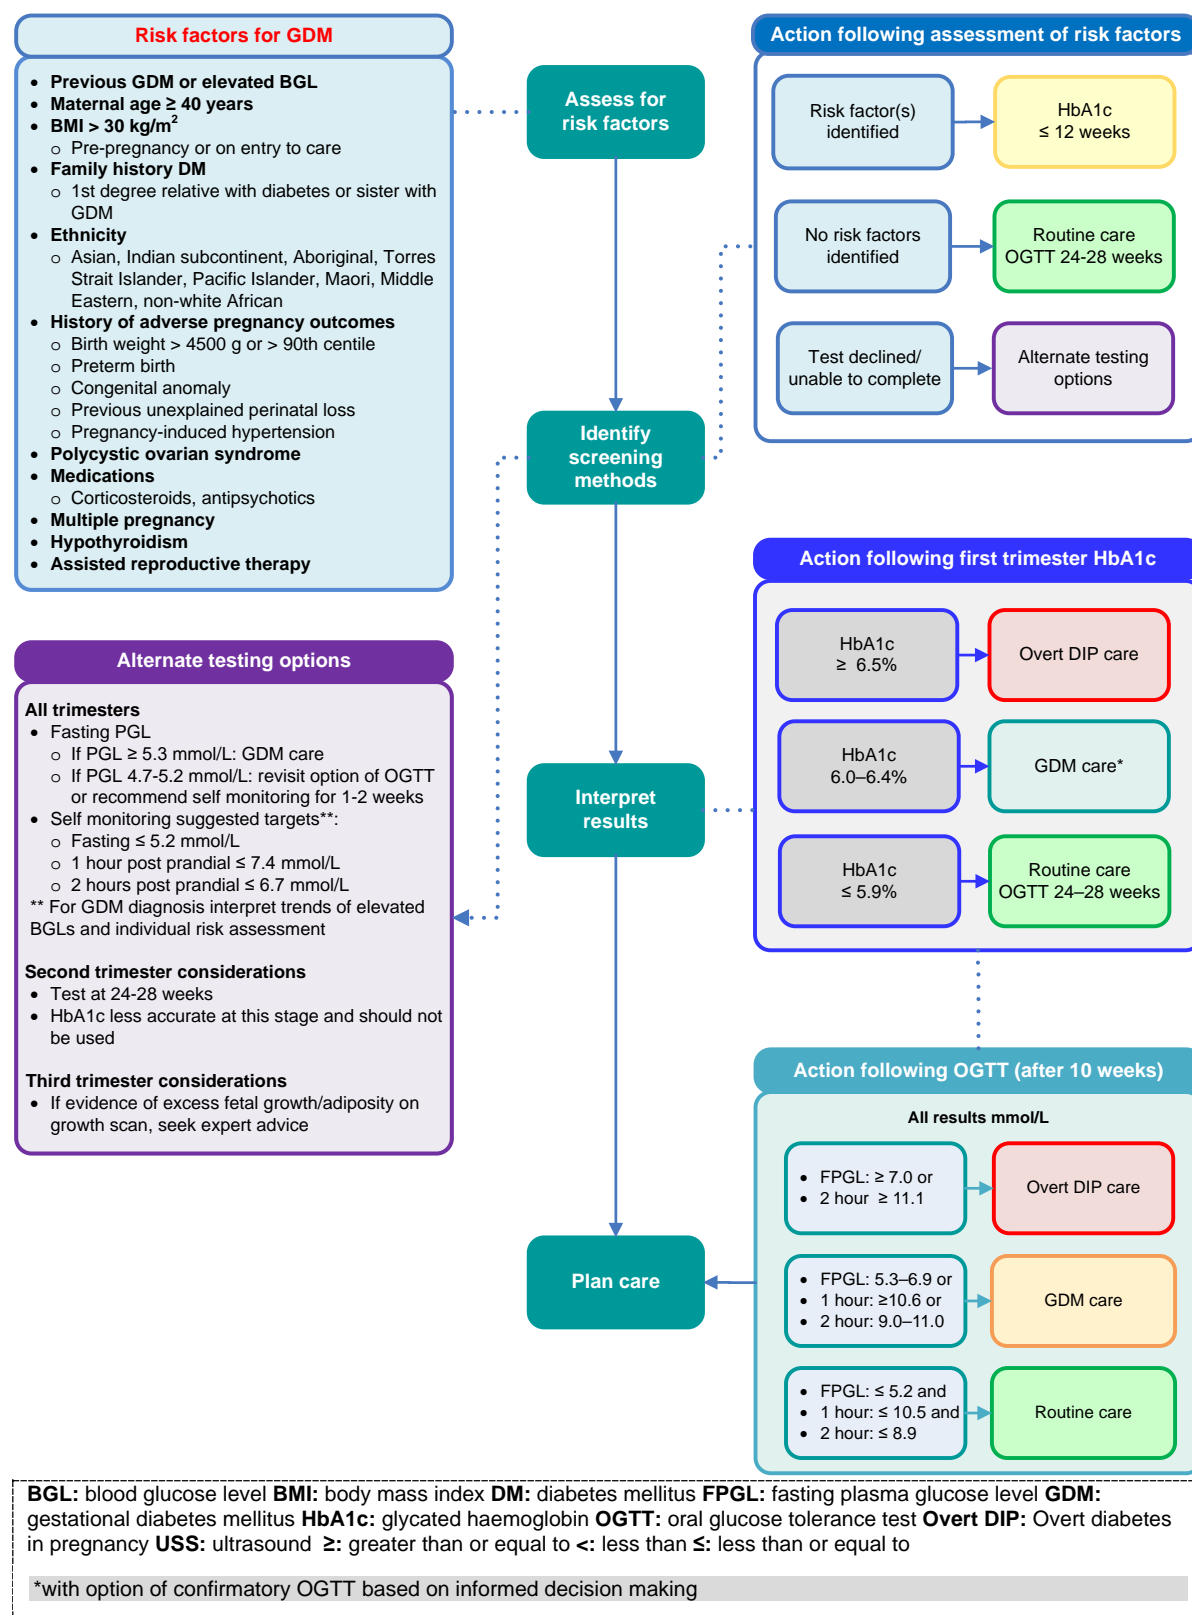 Risk factors for GDM
• Previous GDM or elevated BGL
• Maternal age ≥ 40 years
• BMI > 30 kg/m²
o Pre-pregnancy or on entry to care
• Family history DM
o 1st degree relative with diabetes or sister with
GDM
• Ethnicity
o Asian, Indian subcontinent, Aboriginal, Torres
Strait Islander, Pacific Islander, Maori, Middle
Eastern, non-white African
• History of adverse pregnancy outcomes
o Birth weight > 4500 g or > 90th centile
o Preterm birth
o Congenital anomaly
o Previous unexplained perinatal loss
o Pregnancy-induced hypertension
• Polycystic ovarian syndrome
• Medications
o Corticosteroids, antipsychotics
• Multiple pregnancy
• Hypothyroidism
• Assisted reproductive therapy
Assess for
risk factors
Identify
screening
methods
Interpret
results
Plan care
Action following assessment of risk factors
Risk factor(s)
identified
HbA1c
≤ 12 weeks
No risk factors
identified
Routine care
OGTT 24-28 weeks
Test declined/
unable to complete
Alternate testing
options
Action following first trimester HbA1c
HbA1c
≥ 6.5%
Overt DIP care
HbA1c
6.0–6.4%
GDM care*
HbA1c
≤ 5.9%
Routine care
OGTT 24–28 weeks
Alternate testing options
All trimesters
• Fasting PGL
o If PGL ≥ 5.3 mmol/L: GDM care
o If PGL 4.7-5.2 mmol/L: revisit option of OGTT
or recommend self monitoring for 1-2 weeks
• Self monitoring suggested targets**:
o Fasting ≤ 5.2 mmol/L
o 1 hour post prandial ≤ 7.4 mmol/L
o 2 hours post prandial ≤ 6.7 mmol/L
** For GDM diagnosis interpret trends of elevated
BGLs and individual risk assessment
Second trimester considerations
• Test at 24-28 weeks
• HbA1c less accurate at this stage and should not
be used
Third trimester considerations
• If evidence of excess fetal growth/adiposity on
growth scan, seek expert advice
Action following OGTT (after 10 weeks)
All results mmol/L
• FPGL: ≥ 7.0 or
• 2 hour ≥ 11.1
Overt DIP care
• FPGL: 5.3–6.9 or
• 1 hour: ≥10.6 or
• 2 hour: 9.0–11.0
GDM care
• FPGL: ≤ 5.2 and
• 1 hour: ≤ 10.5 and
• 2 hour: ≤ 8.9
Routine care
BGL: blood glucose level BMI: body mass index DM: diabetes mellitus FPGL: fasting plasma glucose level GDM:
gestational diabetes mellitus HbA1c: glycated haemoglobin OGTT: oral glucose tolerance test Overt DIP: Overt diabetes
in pregnancy USS: ultrasound ≥: greater than or equal to <: less than ≤: less than or equal to
*with option of confirmatory OGTT based on informed decision making